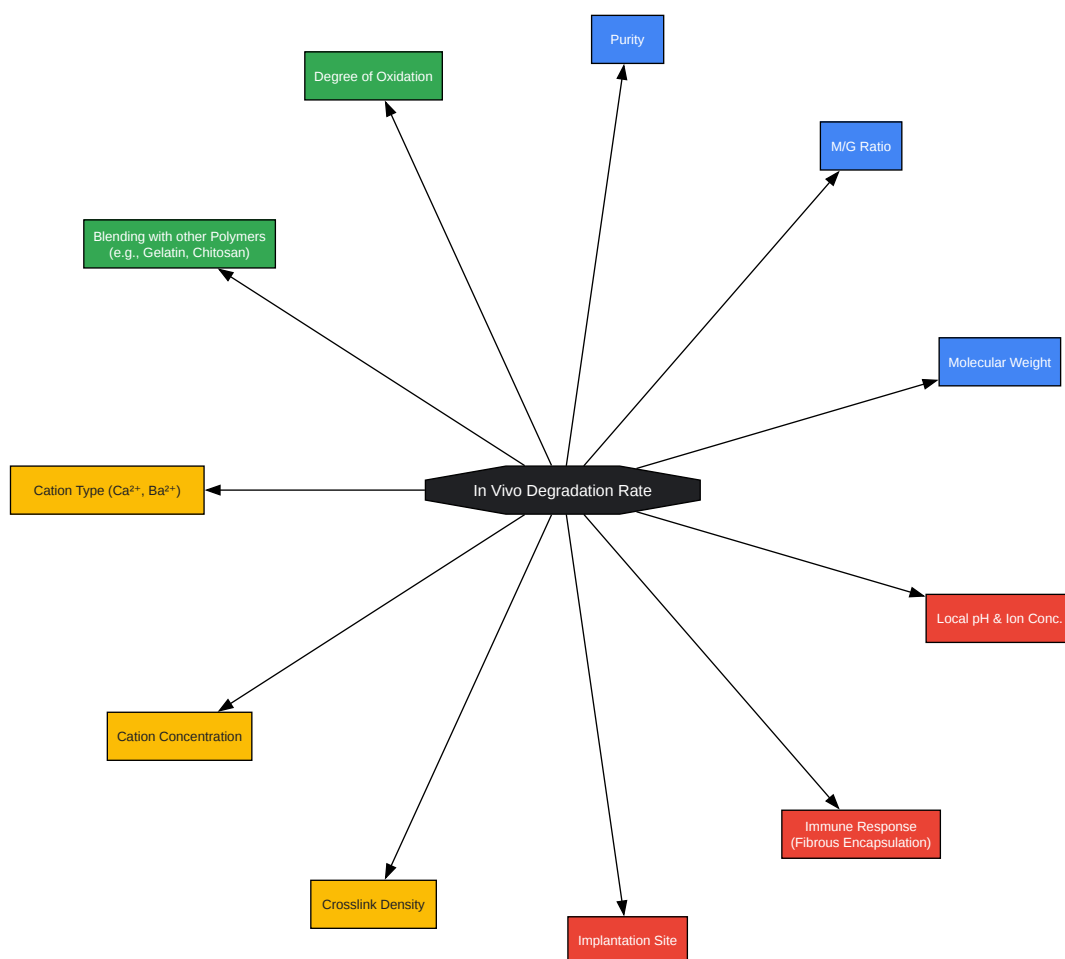 Purity
Degree of Oxidation
M/G Ratio
Blending with other Polymers
(e.g., Gelatin, Chitosan)
Molecular Weight
Cation Type (Ca²⁺, Ba²⁺)
In Vivo Degradation Rate
Local pH & Ion Conc.
Cation Concentration
Immune Response
(Fibrous Encapsulation)
Crosslink Density
Implantation Site